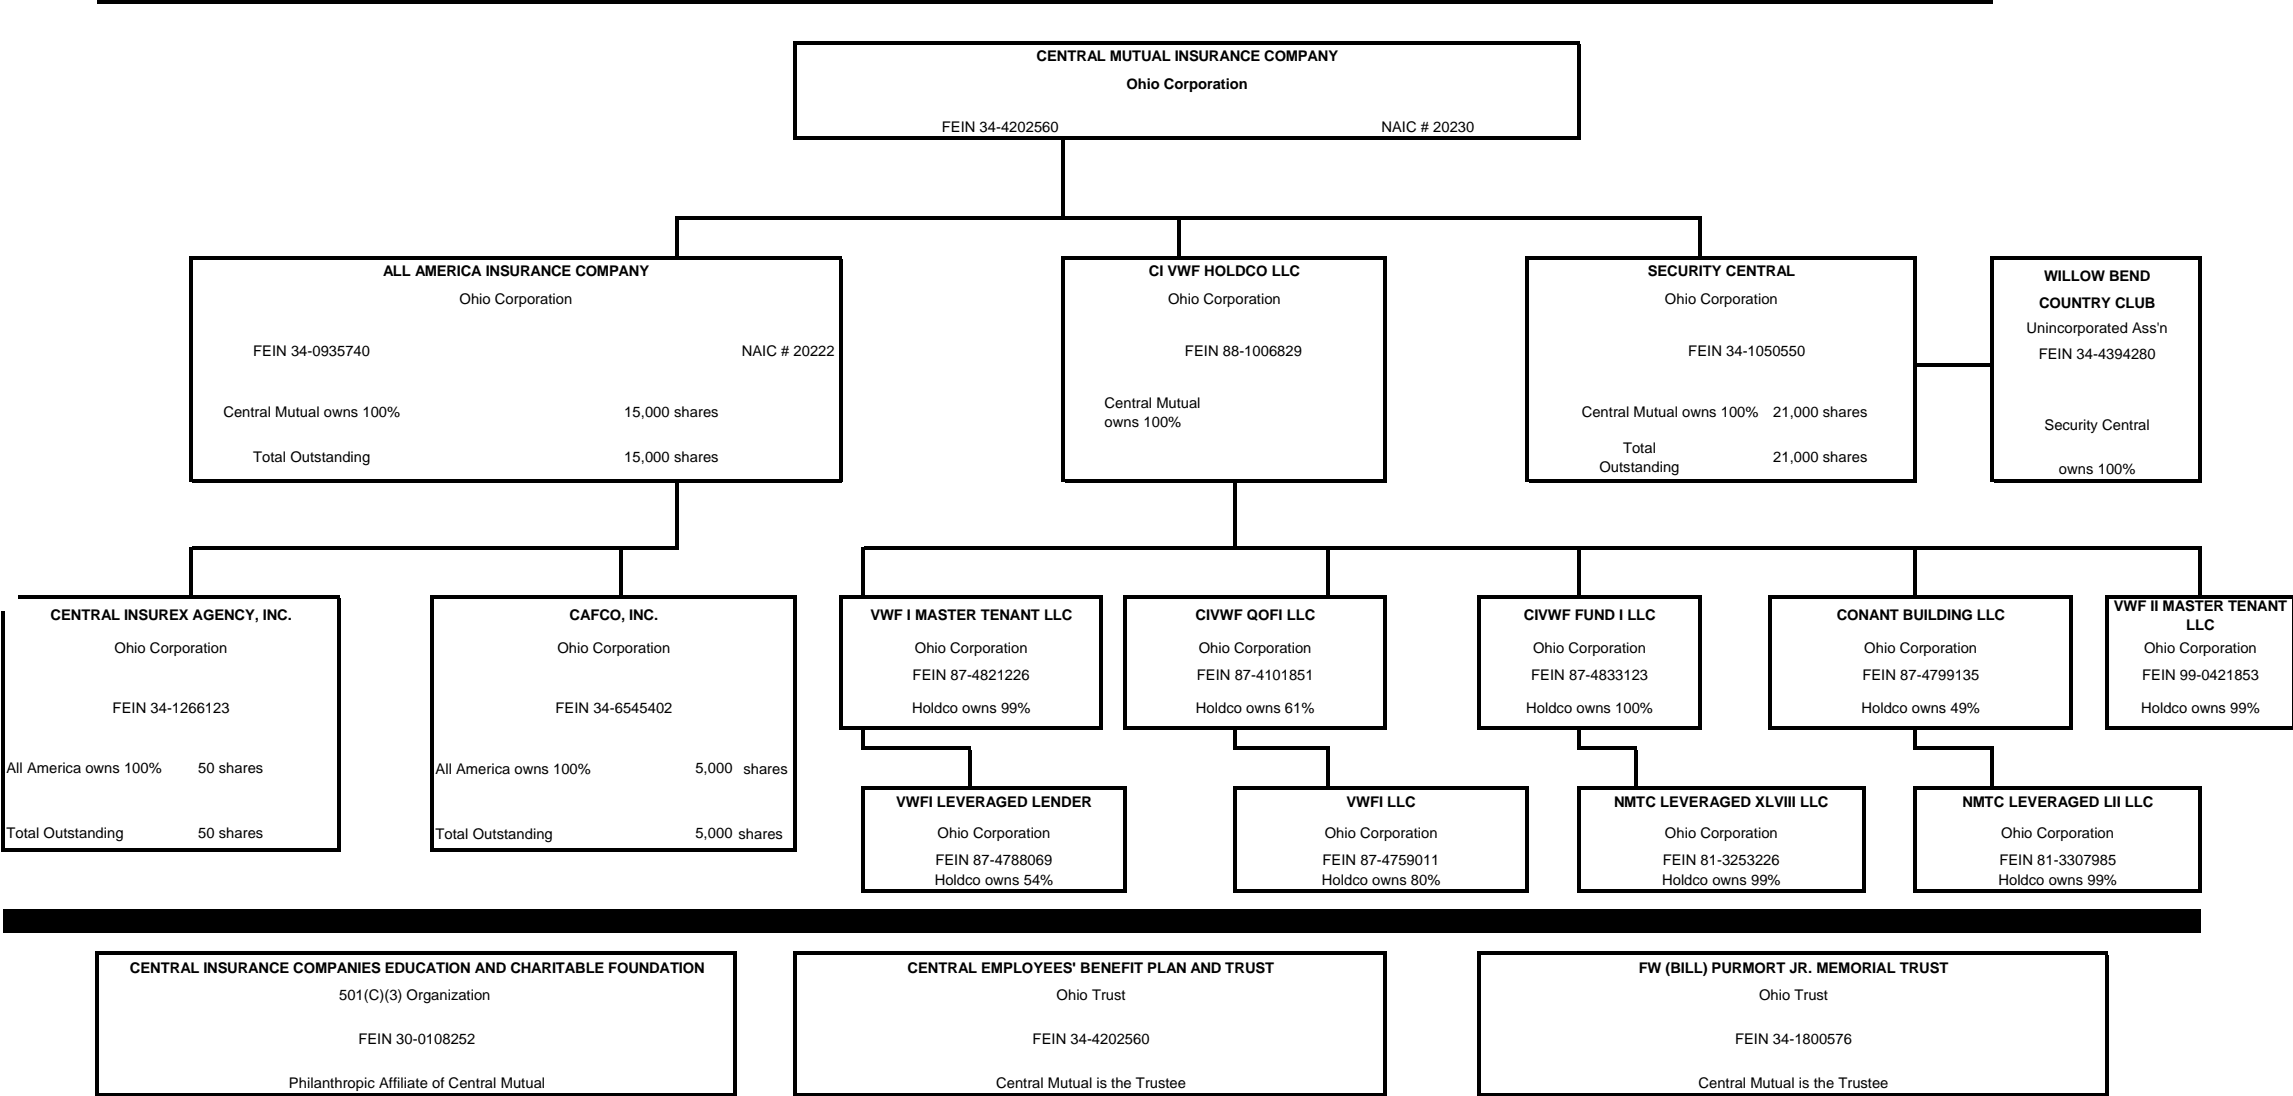 CENTRAL MUTUAL INSURANCE COMPANY
Ohio Corporation
FEIN 34-4202560 NAIC # 20230
ALL AMERICA INSURANCE COMPANY
Ohio Corporation
FEIN 34-0935740 NAIC # 20222
Central Mutual owns 100% 15,000 shares
Total Outstanding 15,000 shares
CI VWF HOLDCO LLC
Ohio Corporation
FEIN 88-1006829
Central Mutual
owns 100%
SECURITY CENTRAL
Ohio Corporation
FEIN 34-1050550
Central Mutual owns 100% 21,000 shares
Total
Outstanding 21,000 shares
WILLOW BEND
COUNTRY CLUB
Unincorporated Ass'n
FEIN 34-4394280
Security Central
owns 100%
CENTRAL INSUREX AGENCY, INC.
Ohio Corporation
FEIN 34-1266123
All America owns 100% 50 shares
Total Outstanding 50 shares
CAFCO, INC.
Ohio Corporation
FEIN 34-6545402
All America owns 100% 5,000 shares
Total Outstanding 5,000 shares
VWF I MASTER TENANT LLC
Ohio Corporation
FEIN 87-4821226
Holdco owns 99%
CIVWF QOFI LLC
Ohio Corporation
FEIN 87-4101851
Holdco owns 61%
CIVWF FUND I LLC
Ohio Corporation
FEIN 87-4833123
Holdco owns 100%
CONANT BUILDING LLC
Ohio Corporation
FEIN 87-4799135
Holdco owns 49%
VWF II MASTER TENANT
LLC
Ohio Corporation
FEIN 99-0421853
Holdco owns 99%
VWFI LEVERAGED LENDER
Ohio Corporation
FEIN 87-4788069
Holdco owns 54%
VWFI LLC
Ohio Corporation
FEIN 87-4759011
Holdco owns 80%
NMTC LEVERAGED XLVIII LLC
Ohio Corporation
FEIN 81-3253226
Holdco owns 99%
NMTC LEVERAGED LII LLC
Ohio Corporation
FEIN 81-3307985
Holdco owns 99%
CENTRAL INSURANCE COMPANIES EDUCATION AND CHARITABLE FOUNDATION
501(C)(3) Organization
FEIN 30-0108252
Philanthropic Affiliate of Central Mutual
CENTRAL EMPLOYEES' BENEFIT PLAN AND TRUST
Ohio Trust
FEIN 34-4202560
Central Mutual is the Trustee
FW (BILL) PURMORT JR. MEMORIAL TRUST
Ohio Trust
FEIN 34-1800576
Central Mutual is the Trustee